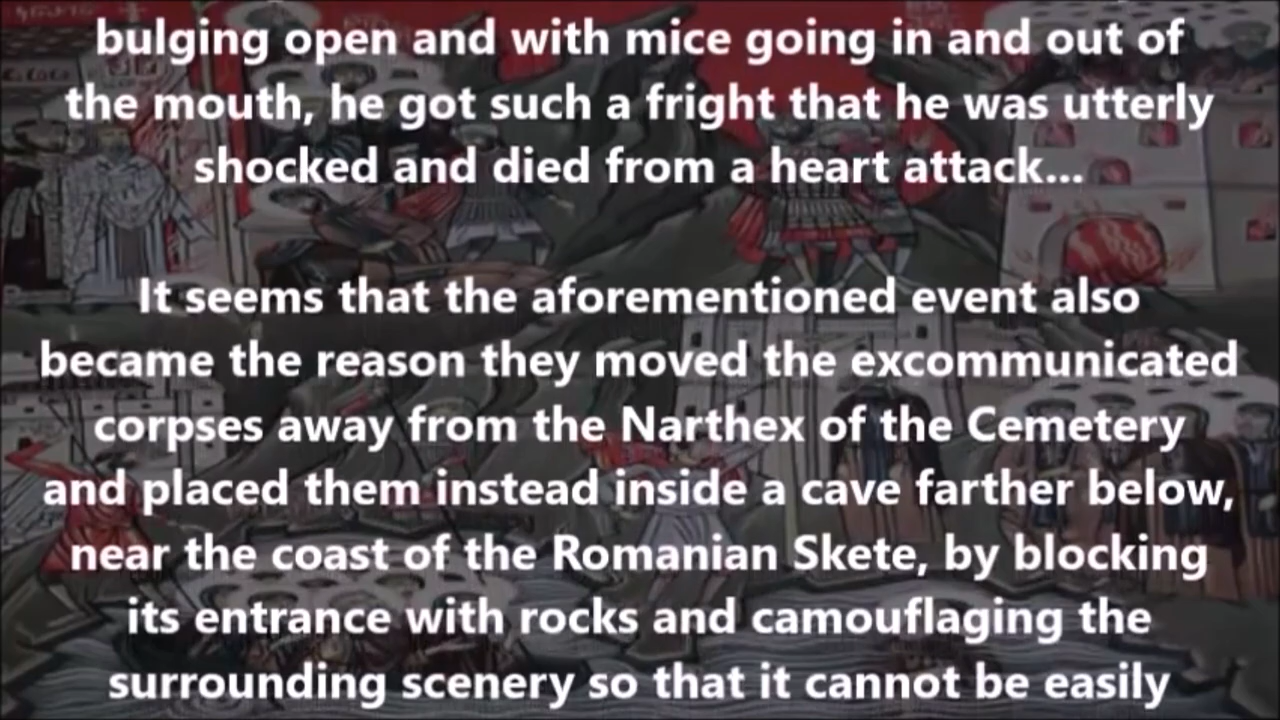 bulging open and with mice going in and out of
the mouth, he got such a fright that he was utterly
shocked and died from a heart attack...
It seems that the aforementioned event also
became the reason they moved the excommunicated
corpses away from the Narthex of the Cemetery
and placed them instead inside a cave farther below,
near the coast of the Romanian Skete, by blocking
its entrance with rocks and camouflaging the
surrounding scenery so that it cannot be easily